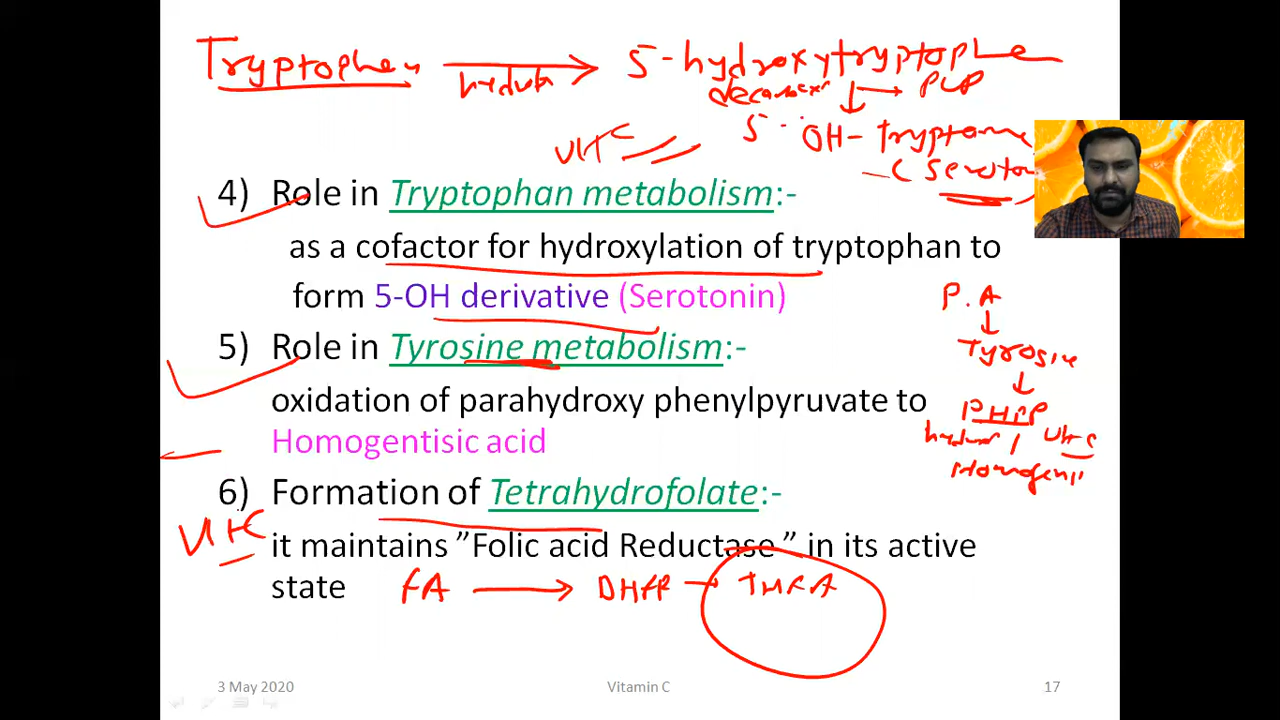 Tryptophan → 5-hydroxytryptophan
PLP
5-OH-tryptamine
Vit C
4) Role in Tryptophan metabolism:-
as a cofactor for hydroxylation of tryptophan to
form 5-OH derivative (Serotonin)
P.A
5) Role in Tyrosine metabolism:-
Tyrosine
oxidation of parahydroxy phenylpyruvate to
PHPP
Vit C
Homogentisic acid
Homogenti
6) Formation of Tetrahydrofolate:-
Vit C
it maintains ”Folic acid Reductase ” in its active
state
FA → DHFA → THFA
3 May 2020
Vitamin C
17